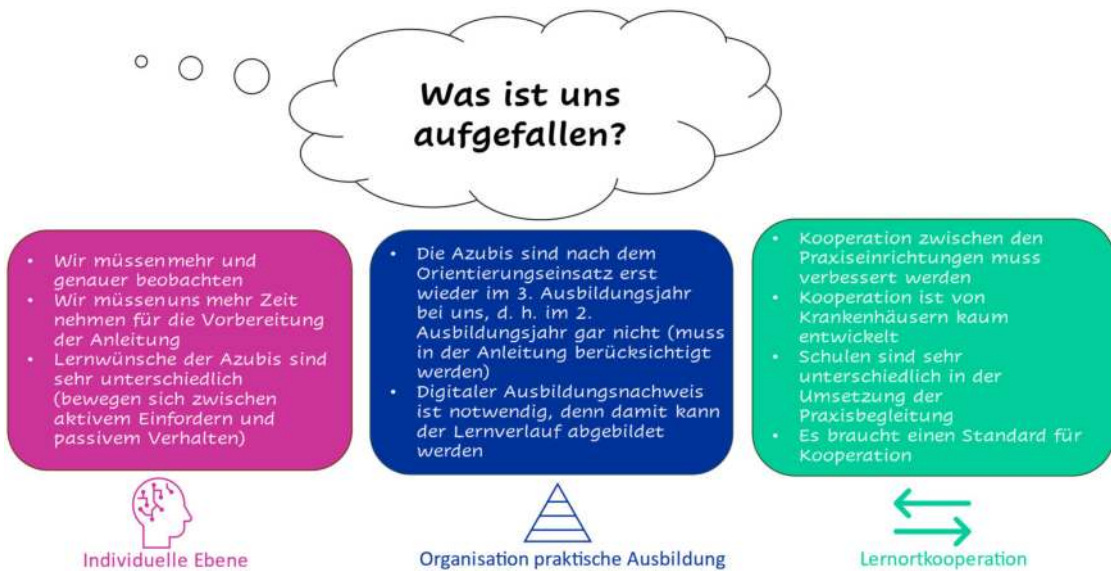 Was ist uns
aufgefallen?
• Wir müssenmehr und
genauer beobachten
• Wir müssenuns mehr Zeit
nehmen für die Vorbereitung
der Anleitung
• Lernwünsche der Azubis sind
sehr unterschiedlich
(bewegen sich zwischen
aktivem Einfordern und
passivem Verhalten)
Individuelle Ebene
• Die Azubis sind nach dem
Orientierungseinsatz erst
wieder im 3. Ausbildungsjahr
bei uns, d. h. im 2.
Ausbildungsjahr gar nicht (muss
in der Anleitung berücksichtigt
werden)
• Digitaler Ausbildungsnachweis
ist notwendig, denn damit kann
der Lernverlauf abgebildet
werden
Organisation praktische Ausbildung
• Kooperation zwischen den
Praxiseinrichtungen muss
verbessert werden
• Kooperation ist von
Krankenhäusern kaum
entwickelt
• Schulen sind sehr
unterschiedlich in der
Umsetzung der
Praxisbegleitung
• Es braucht einen Standard für
Kooperation
Lernortkooperation